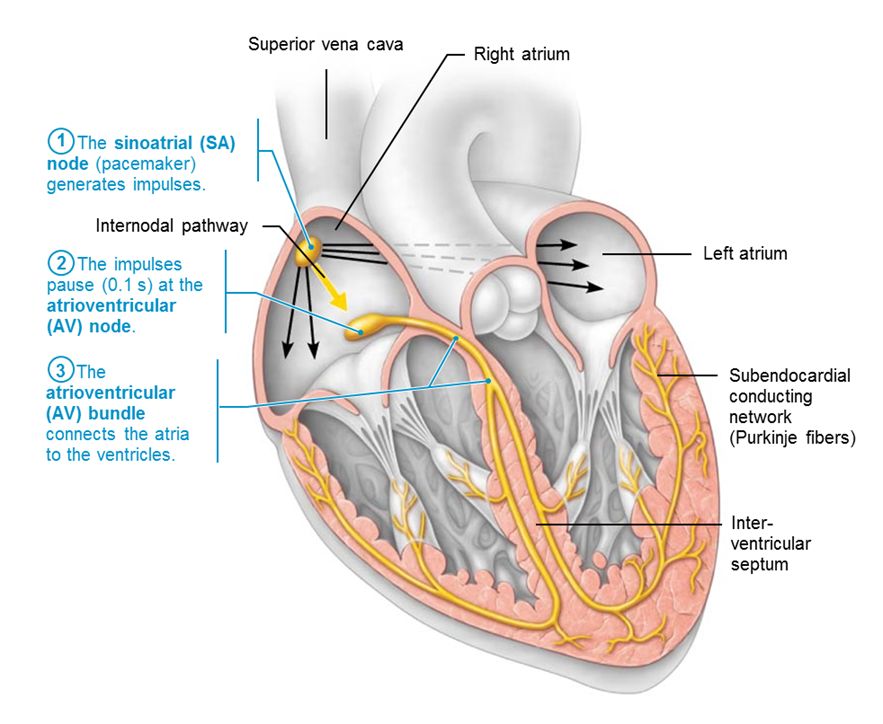 Superior vena cava
Right atrium
1 The sinoatrial (SA)
node (pacemaker)
generates impulses.
Internodal pathway
2 The impulses
pause (0.1 s) at the
atrioventricular
(AV) node.
Left atrium
3 The
atrioventricular
(AV) bundle
connects the atria
to the ventricles.
Subendocardial
conducting
network
(Purkinje fibers)
Inter-
ventricular
septum